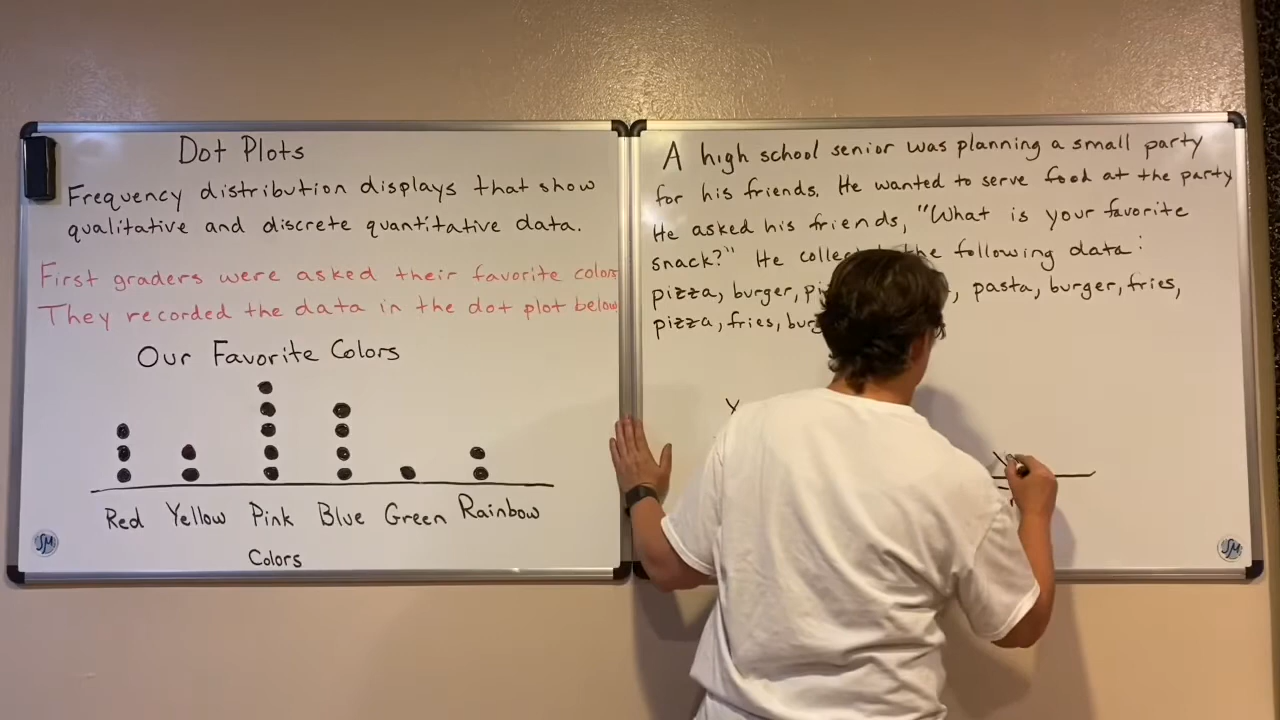 Dot Plots
Frequency distribution displays that show
qualitative and discrete quantitative data.
First graders were asked their favorite color
They recorded the data in the dot plot below
Our Favorite Colors
Red Yellow Pink Blue Green Rainbow
Colors
SM
A high school senior was planning a small party
for his friends. He wanted to serve food at the party
He asked his friends, "What is your favorite
snack?" He the following data:
pizza, burger, pasta, burger, fries,
pizza, fries,
X
SM